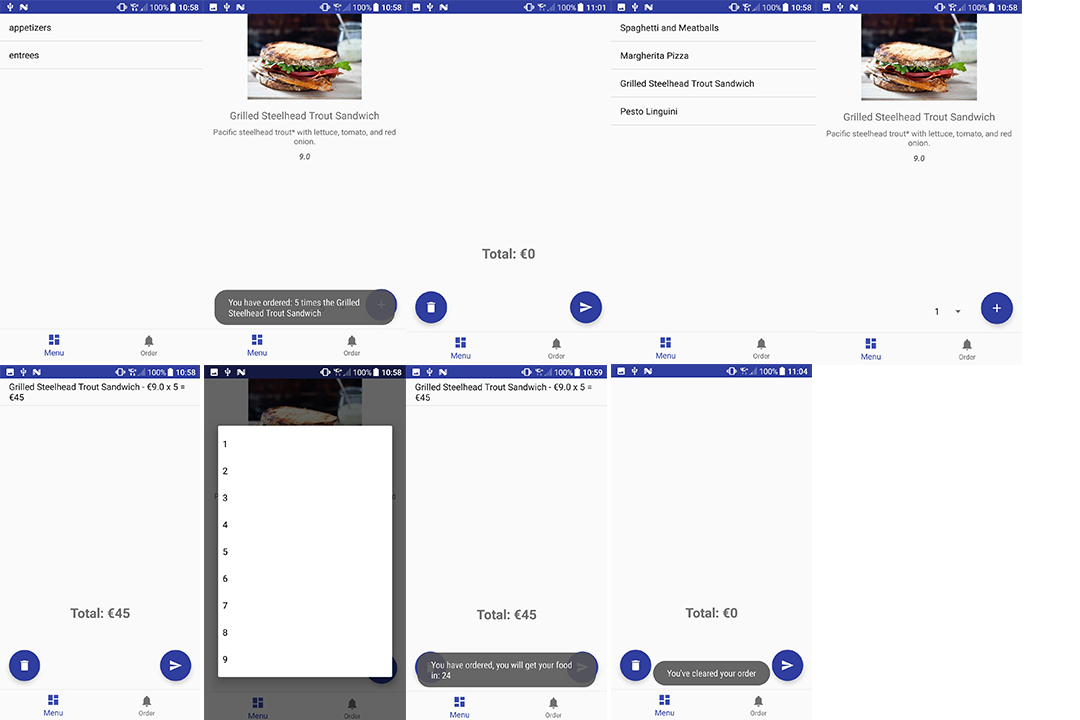 100% 10:58
appetizers
entrees
Menu
Order
100% 10:58
Grilled Steelhead Trout Sandwich
Pacific steelhead trout* with lettuce, tomato, and red
onion.
9.0
You have ordered: 5 times the Grilled
Steelhead Trout Sandwich
Menu
Order
100% 11:01
Total: €0
Menu
Order
100% 10:58
Spaghetti and Meatballs
Margherita Pizza
Grilled Steelhead Trout Sandwich
Pesto Linguini
Menu
Order
100% 10:58
Grilled Steelhead Trout Sandwich
Pacific steelhead trout* with lettuce, tomato, and red
onion.
9.0
1
Menu
Order
100% 10:58
Grilled Steelhead Trout Sandwich - €9.0 x 5 =
€45
Total: €45
Menu
Order
100% 10:58
1
2
3
4
5
6
7
8
9
Menu
Order
100% 10:59
Grilled Steelhead Trout Sandwich - €9.0 x 5 =
€45
Total: €45
You have ordered, you will get your food
in: 24
Menu
Order
100% 11:04
Total: €0
You've cleared your order
Menu
Order